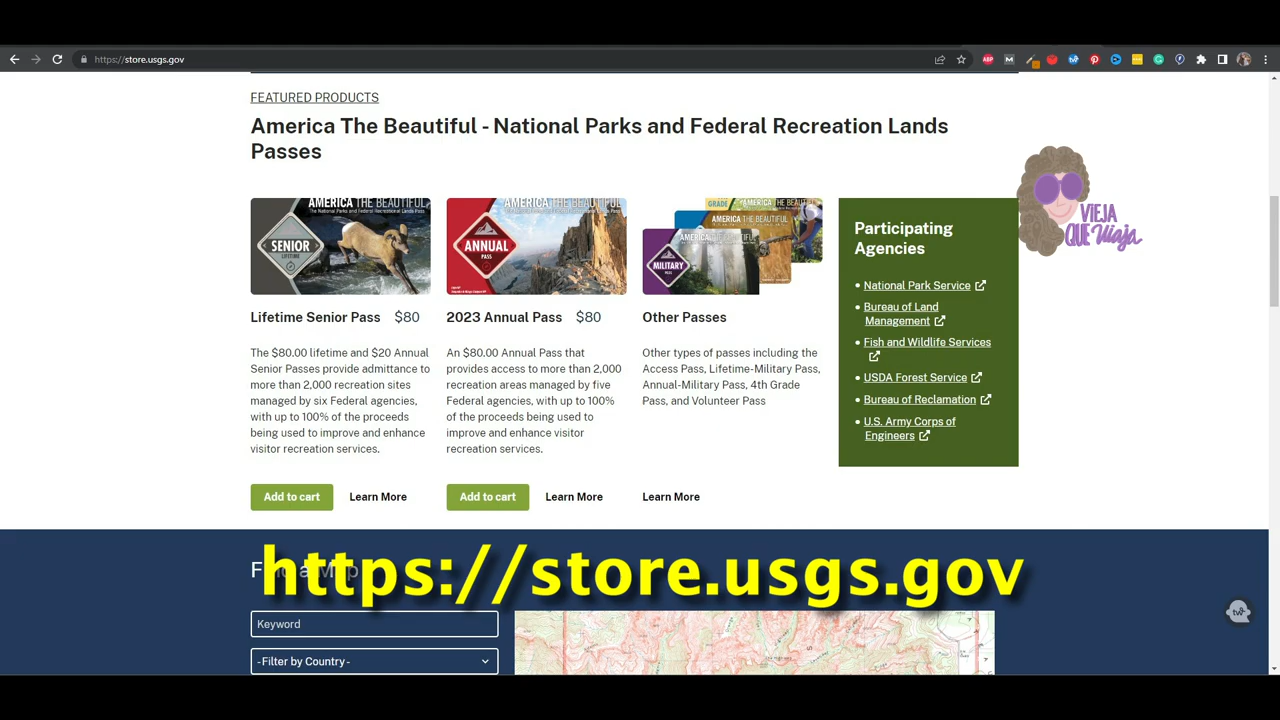 https://store.usgs.gov
FEATURED PRODUCTS
America The Beautiful - National Parks and Federal Recreation Lands
Passes
AMERICA THE BEAUTIFUL
The National Parks and Federal Recreational Lands Pass
SENIOR
LIFETIME
AMERICA THE BEAUTIFUL
ANNUAL
PASS
GRADE
AMERICA THE BEAUTIFUL
MILITARY
Lifetime Senior Pass $80
The $80.00 lifetime and $20 Annual
Senior Passes provide admittance to
more than 2,000 recreation sites
managed by six Federal agencies,
with up to 100% of the proceeds
being used to improve and enhance
visitor recreation services.
Add to cart
Learn More
2023 Annual Pass $80
An $80.00 Annual Pass that
provides access to more than 2,000
recreation areas managed by five
Federal agencies, with up to 100%
of the proceeds being used to
improve and enhance visitor
recreation services.
Add to cart
Learn More
Other Passes
Other types of passes including the
Access Pass, Lifetime-Military Pass,
Annual-Military Pass, 4th Grade
Pass, and Volunteer Pass
Learn More
Participating
Agencies
• National Park Service
• Bureau of Land
Management
• Fish and Wildlife Services
• USDA Forest Service
• Bureau of Reclamation
• U.S. Army Corps of
Engineers
VIEJA
QUE Viaja
https://store.usgs.gov
Keyword
- Filter by Country -